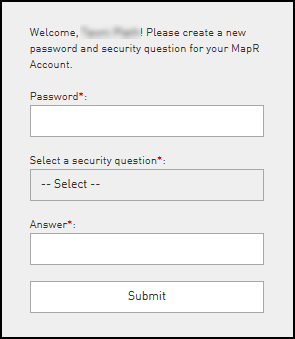 Welcome, ! Please create a new
password and security question for your MapR
Account.
Password*:
Select a security question*:
-- Select --
Answer*:
Submit